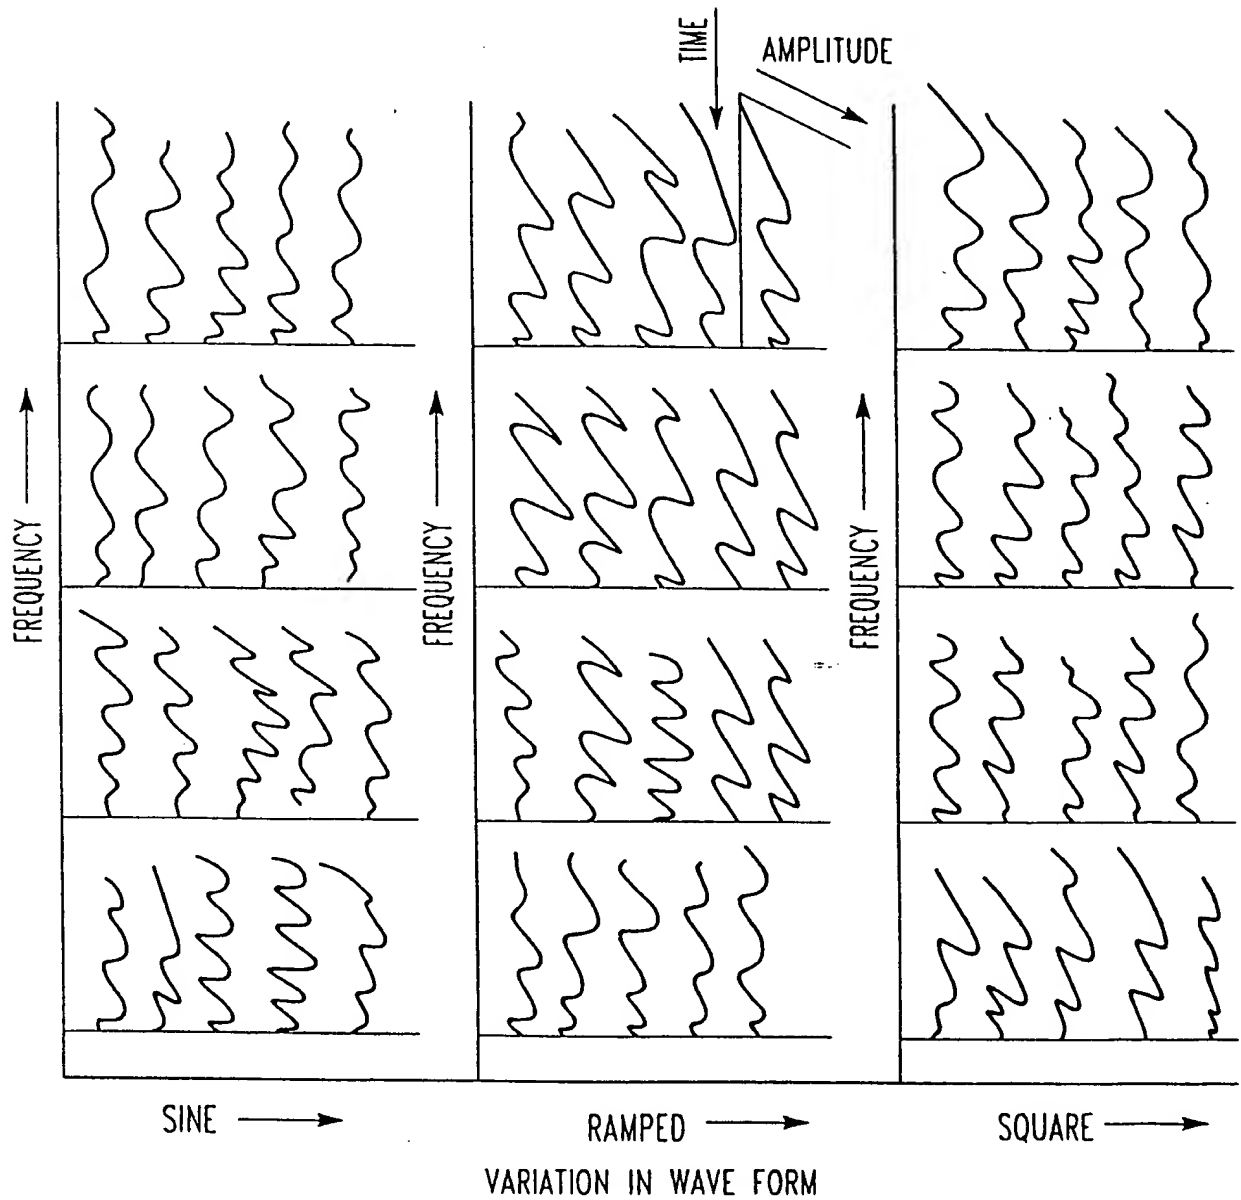 TIME
AMPLITUDE
FREQUENCY
FREQUENCY
FREQUENCY
SINE
RAMPED
SQUARE
VARIATION IN WAVE FORM